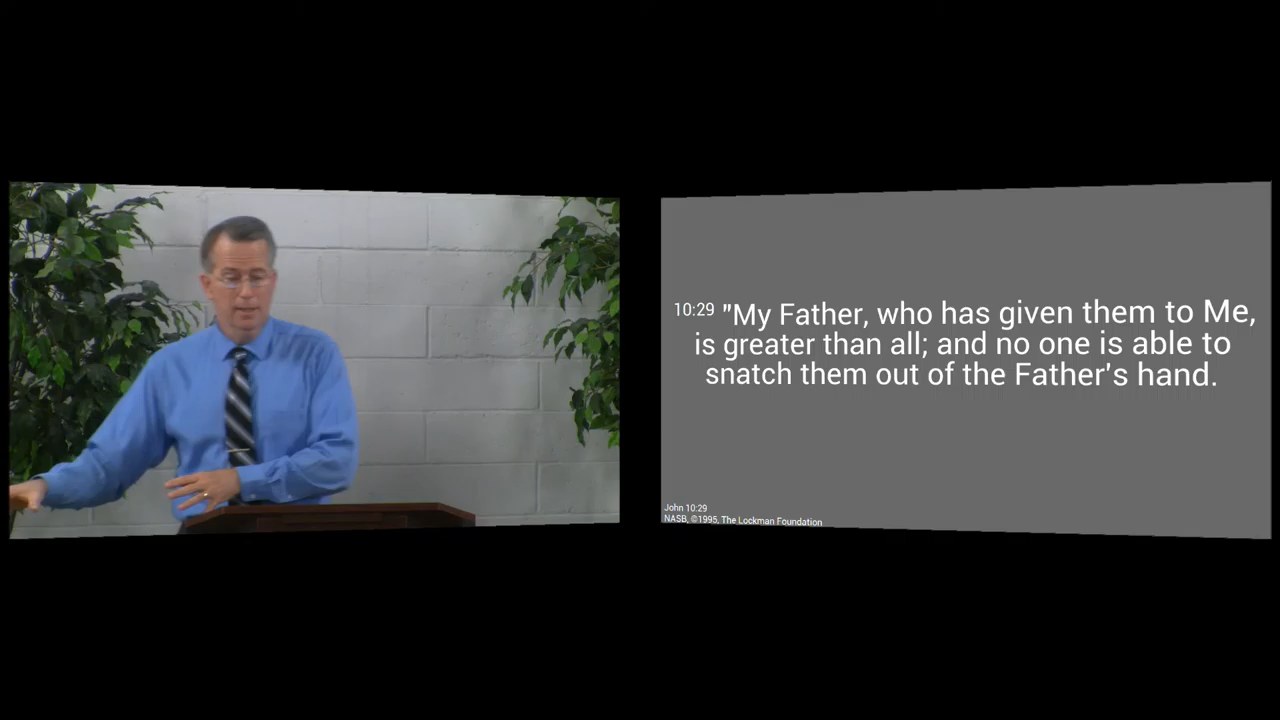 10:29 "My Father, who has given them to Me,
is greater than all; and no one is able to
snatch them out of the Father's hand.
John 10:29
NASB, ©1995, The Lockman Foundation